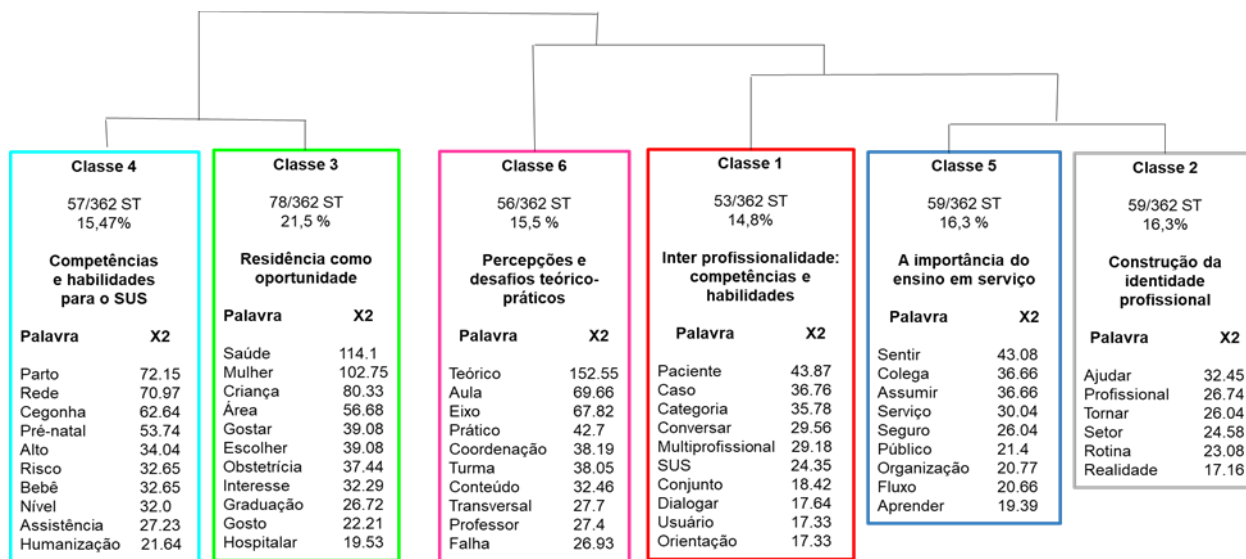 Classe 4
57/362 ST
15,47%
Competências
e habilidades
para o SUS
Palavra X2
Parto 72.15
Rede 70.97
Cegonha 62.64
Pré-natal 53.74
Alto 34.04
Risco 32.65
Bebê 32.65
Nível 32.0
Assistência 27.23
Humanização 21.64
Classe 3
78/362 ST
21,5 %
Residência como
oportunidade
Palavra X2
Saúde 114.1
Mulher 102.75
Criança 80.33
Área 56.68
Gostar 39.08
Escolher 39.08
Obstetrícia 37.44
Interesse 32.29
Graduação 26.72
Gosto 22.21
Hospitalar 19.53
Classe 6
56/362 ST
15,5 %
Percepções e
desafios teórico-
práticos
Palavra X2
Teórico 152.55
Aula 69.66
Eixo 67.82
Prático 42.7
Coordenação 38.19
Turma 38.05
Conteúdo 32.46
Transversal 27.7
Professor 27.4
Falha 26.93
Classe 1
53/362 ST
14,8%
Inter profissionalidade:
competências e
habilidades
Palavra X2
Paciente 43.87
Caso 36.76
Categoria 35.78
Conversar 29.56
Multiprofissional 29.18
SUS 24.35
Conjunto 18.42
Dialogar 17.64
Usuário 17.33
Orientação 17.33
Classe 5
59/362 ST
16,3 %
A importância do
ensino em serviço
Palavra X2
Sentir 43.08
Colega 36.66
Assumir 36.66
Serviço 30.04
Seguro 26.04
Público 21.4
Organização 20.77
Fluxo 20.66
Aprender 19.39
Classe 2
59/362 ST
16,3%
Construção da
identidade
profissional
Palavra X2
Ajudar 32.45
Profissional 26.74
Tornar 26.04
Setor 24.58
Rotina 23.08
Realidade 17.16